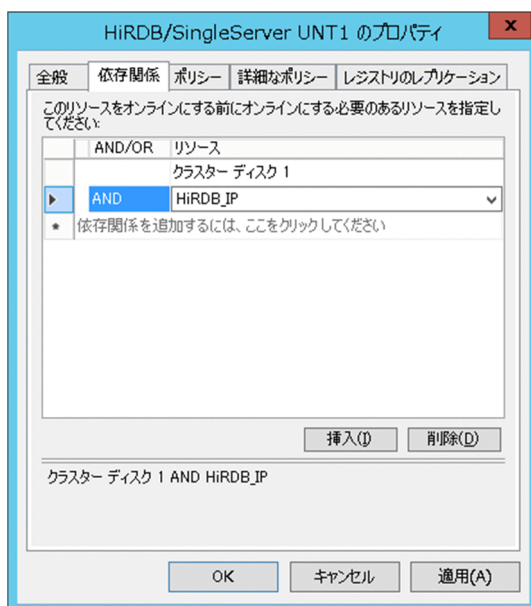 HiRDB/SingleServer UNT1 のプロパティ
x
全般 依存関係 ポリシー 詳細なポリシー レジストリのレプリケーション
このリソースをオンラインにする前にオンラインにする必要のあるリソースを指定し
てください:
AND/OR リソース
クラスター ディスク 1
AND HiRDB_IP
* 依存関係を追加するには、ここをクリックしてください
挿入(I) 削除(D)
クラスター ディスク 1 AND HiRDB_IP
OK キャンセル 適用(A)